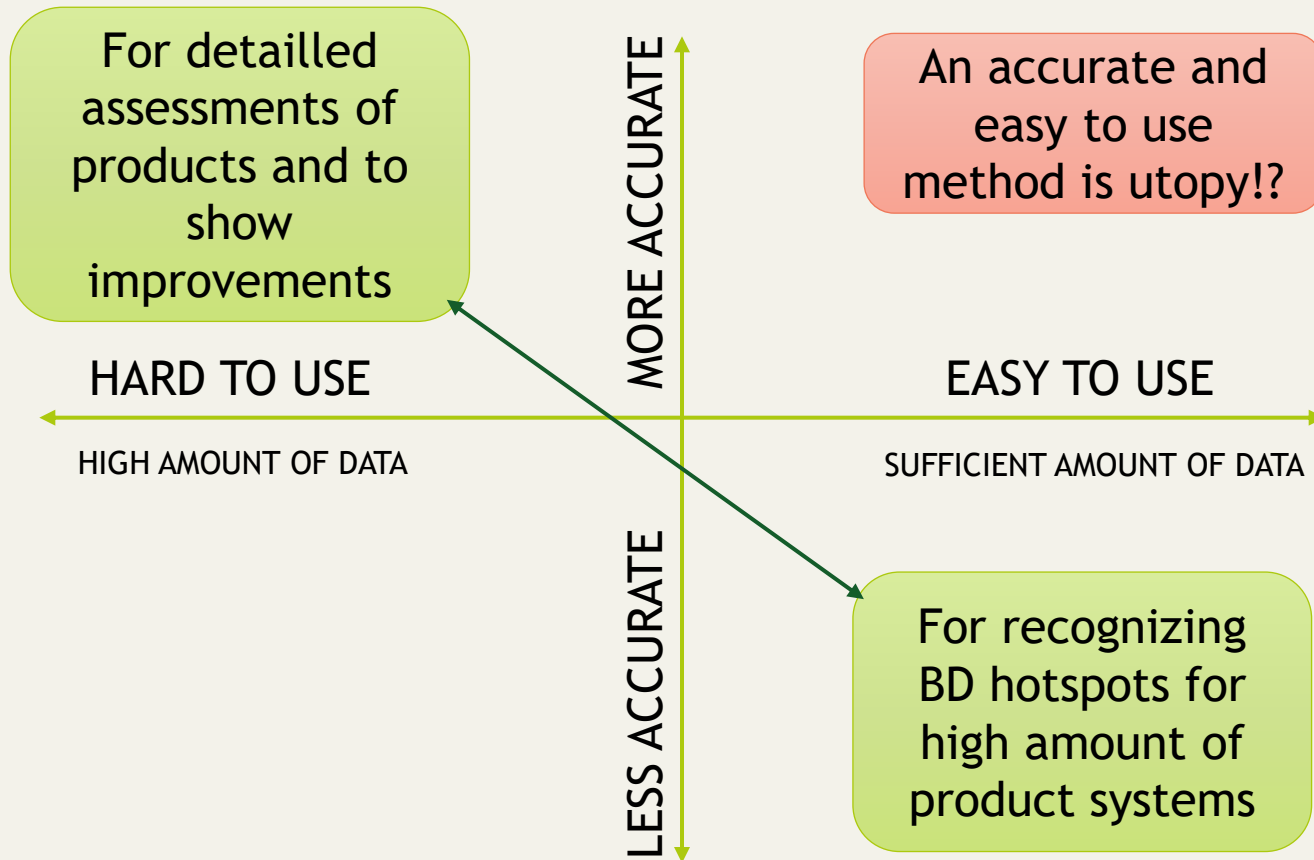 For detailled
assessments of
products and to
show
improvements
MORE ACCURATE
An accurate and
easy to use
method is utopy!?
HARD TO USE
EASY TO USE
HIGH AMOUNT OF DATA
SUFFICIENT AMOUNT OF DATA
LESS ACCURATE
For recognizing
BD hotspots for
high amount of
product systems